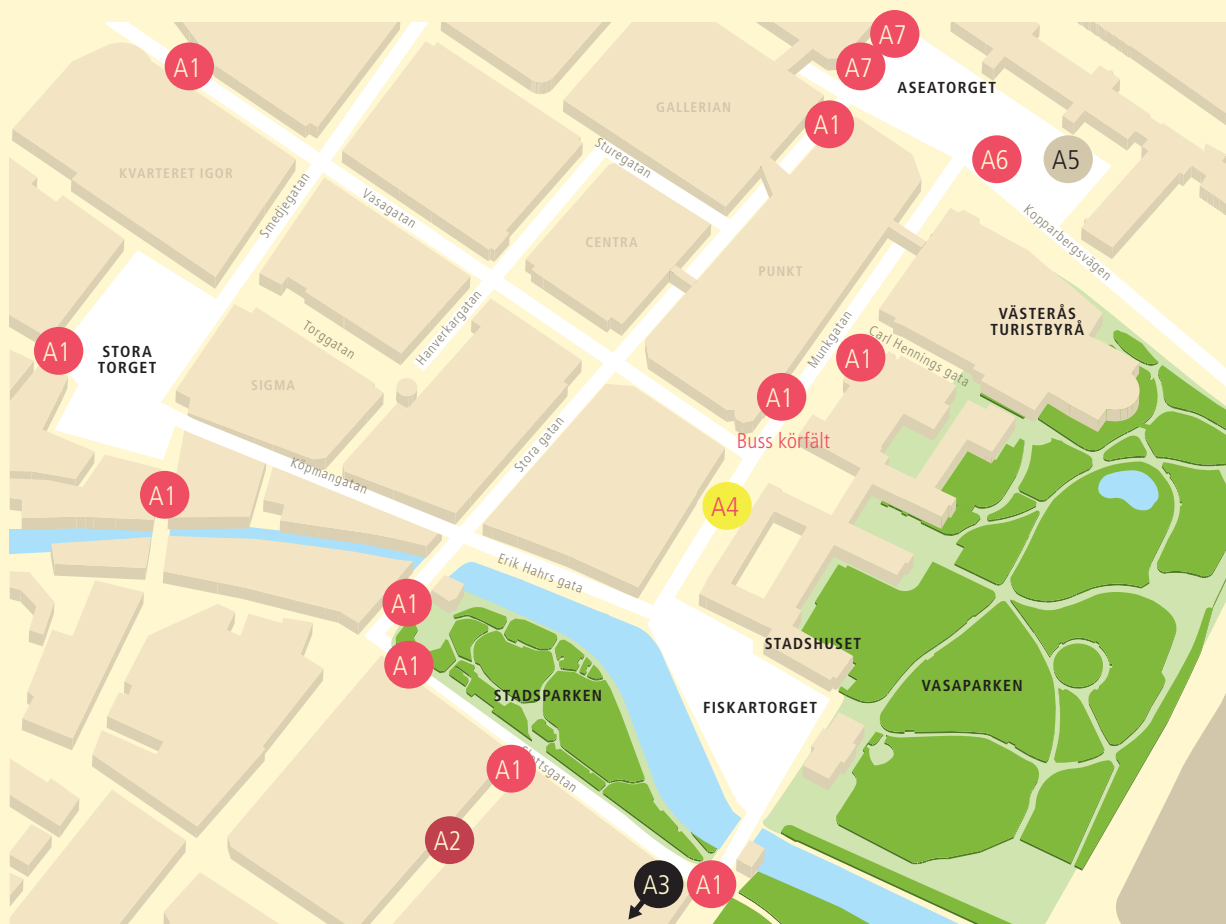 A7
A1
A7
ASEATORGET
GALLERIAN
A1
Sturegatan
A6
A5
KVARTERET IGOR
Smedjegatan
Vasagatan
Kopparbergsvägen
CENTRA
PUNKT
Hanverkargatan
VÄSTERÅS
TURISTBYRÅ
Torggatan
Munkgatan
A1
STORA
TORGET
A1
Carl Hennings gata
SIGMA
A1
Buss körfält
Stora gatan
Köpmangatan
A1
A4
Erik Hahrs gata
A1
STADSHUSET
A1
STADSPARKEN
VASAPARKEN
FISKARTORGET
A1
A2
A3
A1